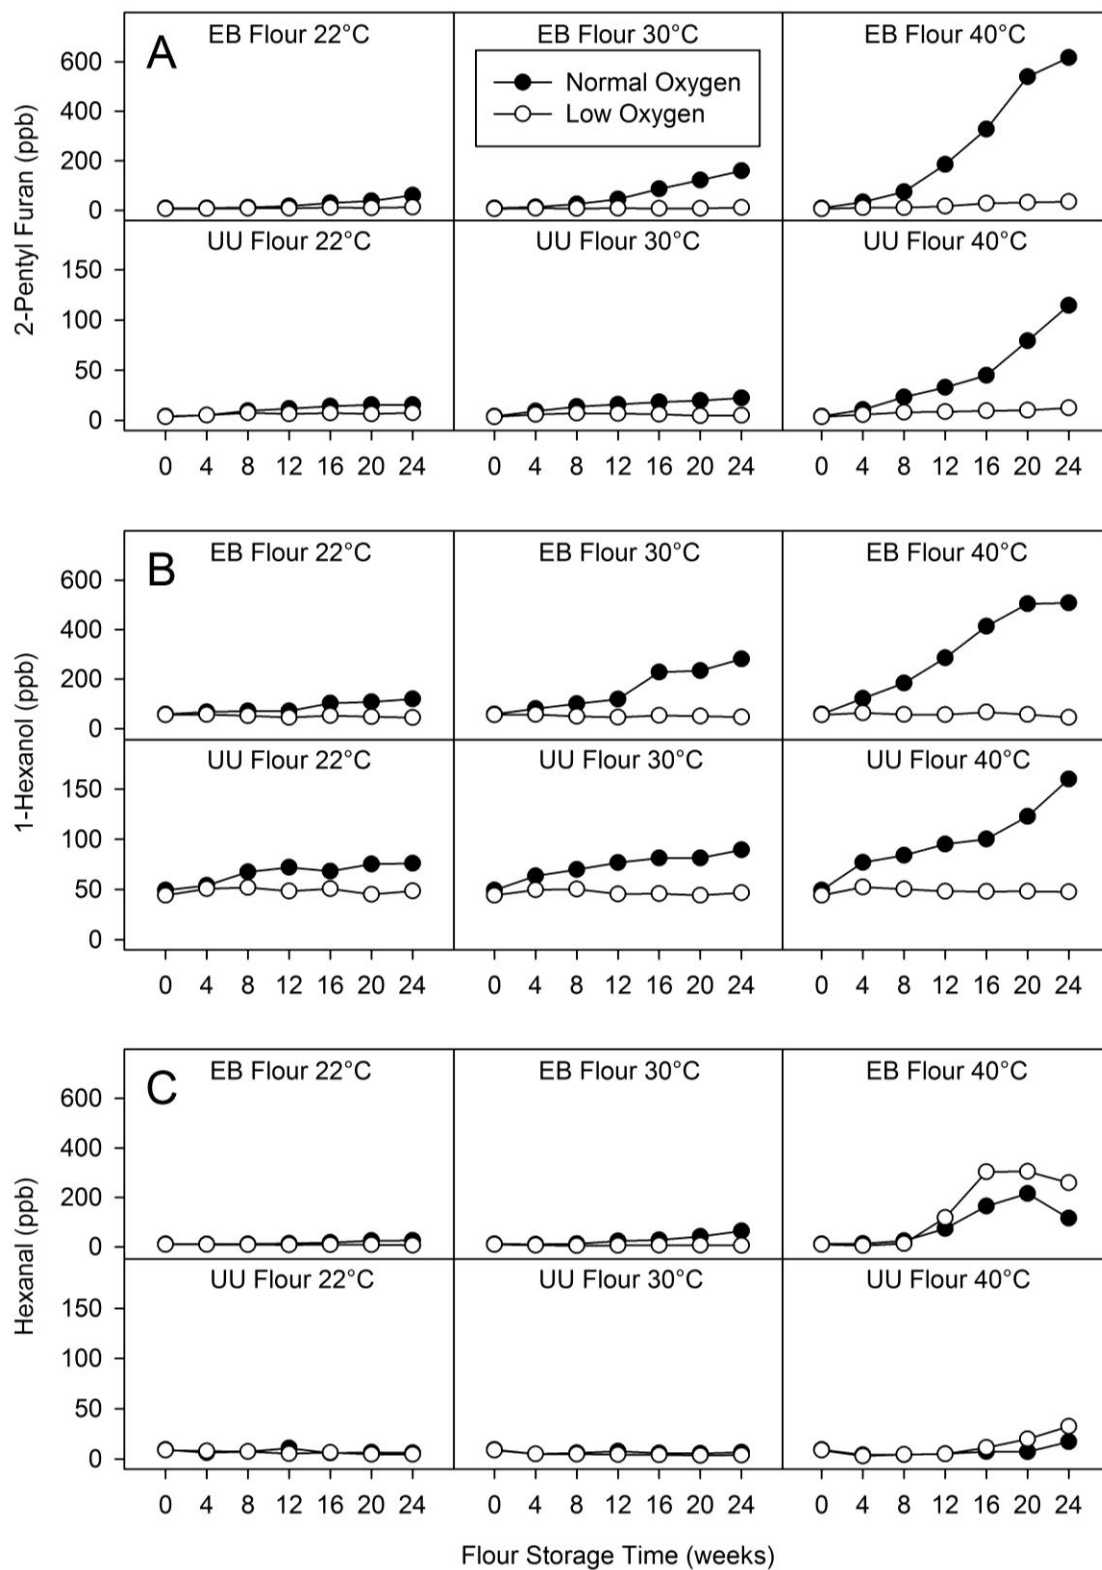 A
EB Flour 22°C
EB Flour 30°C
EB Flour 40°C
Normal Oxygen
Low Oxygen
2-Pentyl Furan (ppb)
600
400
200
0
UU Flour 22°C
UU Flour 30°C
UU Flour 40°C
150
100
50
0
0 4 8 12 16 20 24 0 4 8 12 16 20 24 0 4 8 12 16 20 24
B
EB Flour 22°C
EB Flour 30°C
EB Flour 40°C
1-Hexanol (ppb)
600
400
200
0
UU Flour 22°C
UU Flour 30°C
UU Flour 40°C
150
100
50
0
0 4 8 12 16 20 24 0 4 8 12 16 20 24 0 4 8 12 16 20 24
C
EB Flour 22°C
EB Flour 30°C
EB Flour 40°C
Hexanal (ppb)
600
400
200
0
UU Flour 22°C
UU Flour 30°C
UU Flour 40°C
150
100
50
0
0 4 8 12 16 20 24 0 4 8 12 16 20 24 0 4 8 12 16 20 24
Flour Storage Time (weeks)